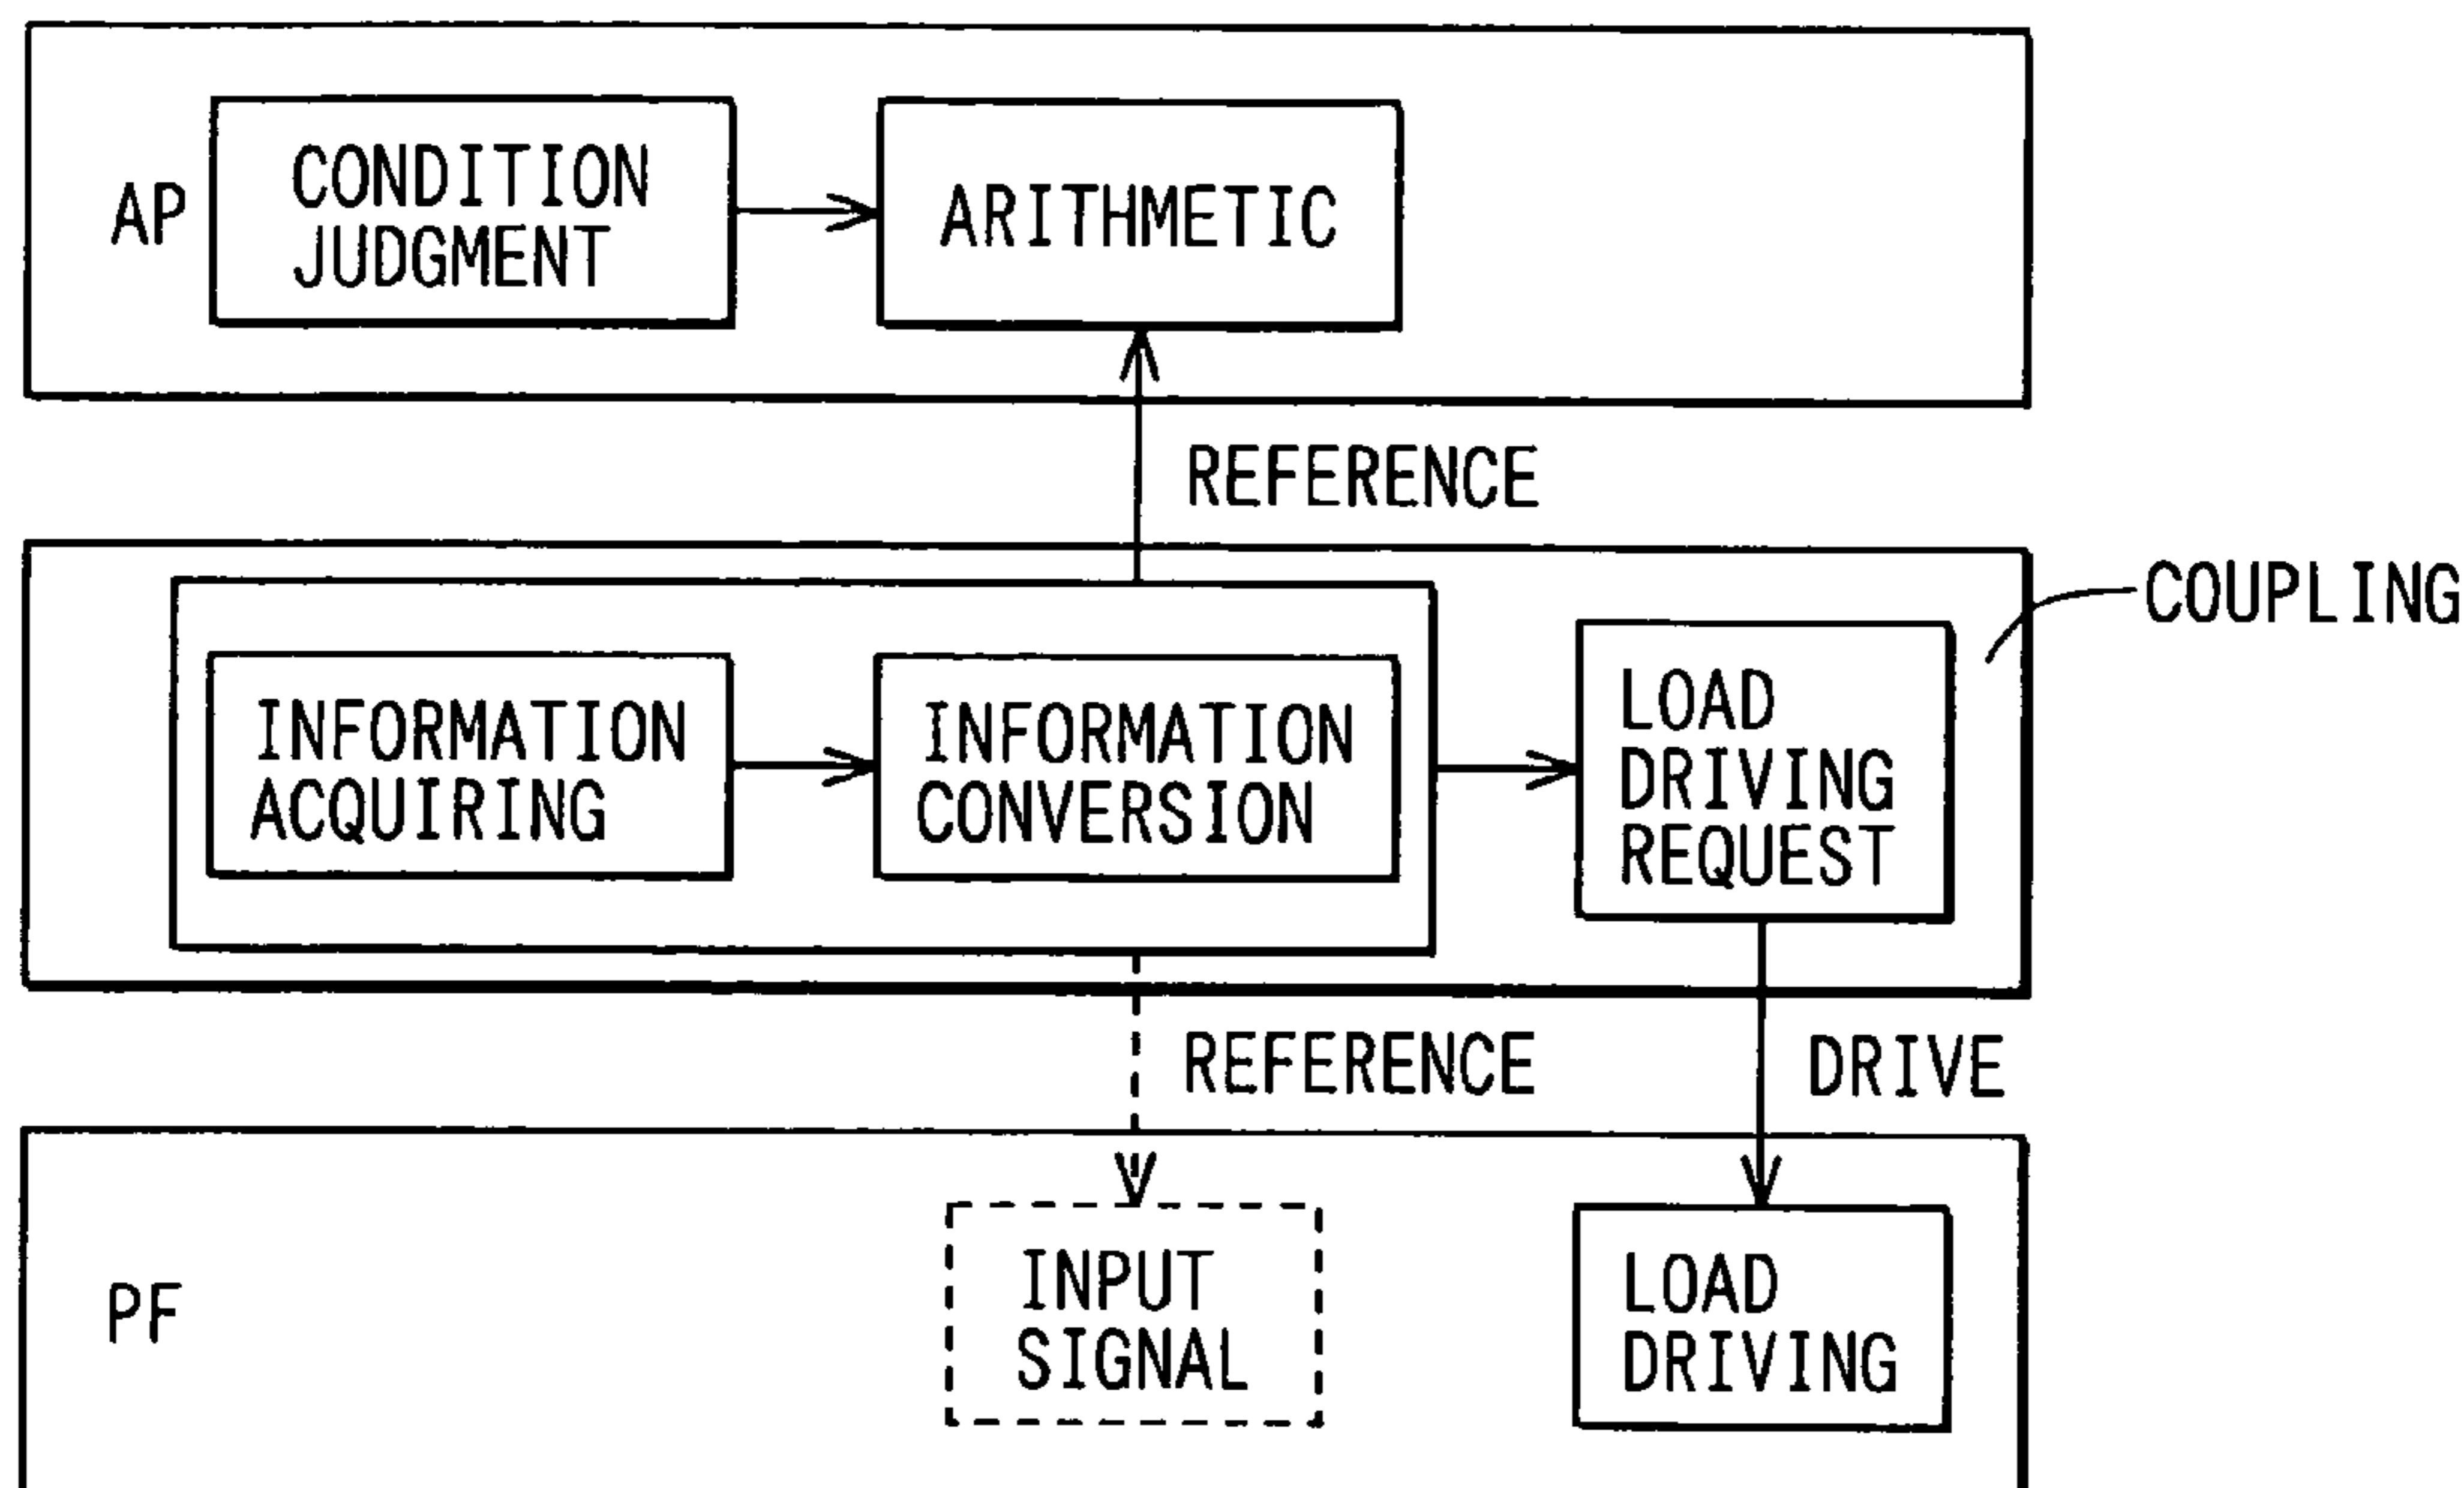 AP
CONDITION
JUDGMENT
ARITHMETIC
REFERENCE
COUPLING
INFORMATION
ACQUIRING
INFORMATION
CONVERSION
LOAD
DRIVING
REQUEST
REFERENCE
DRIVE
PF
INPUT
SIGNAL
LOAD
DRIVING